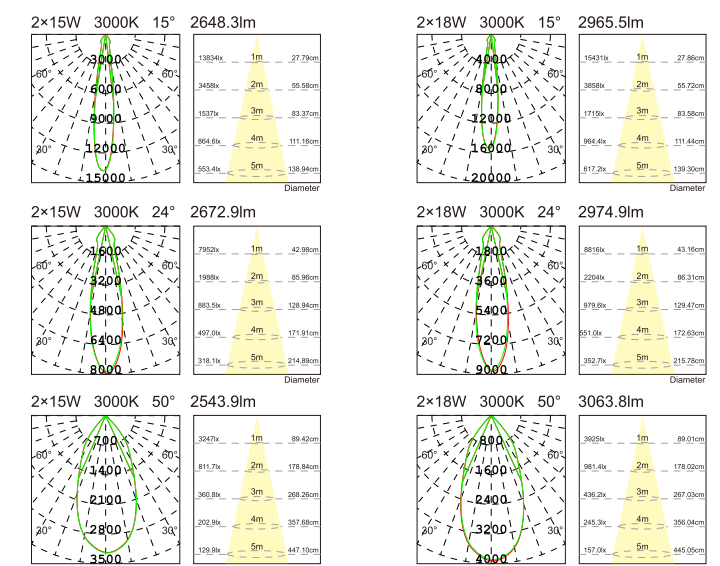 2×15W 3000K 15° 2648.3lm
3000
6000
9000
12000
15000
60° 60°
30° 30°
13834lx 1m 27.79cm
3458lx 2m 55.58cm
1537lx 3m 83.37cm
864.6lx 4m 111.16cm
553.4lx 5m 138.94cm
Diameter
2×18W 3000K 15° 2965.5lm
4000
8000
12000
16000
20000
60° 60°
30° 30°
15431lx 1m 27.86cm
3858lx 2m 55.72cm
1715lx 3m 83.58cm
964.4lx 4m 111.44cm
617.2lx 5m 139.30cm
Diameter
2×15W 3000K 24° 2672.9lm
1600
3200
4800
6400
8000
60° 60°
30° 30°
7952lx 1m 42.98cm
1988lx 2m 85.96cm
883.5lx 3m 128.94cm
497.0lx 4m 171.91cm
318.1lx 5m 214.89cm
Diameter
2×18W 3000K 24° 2974.9lm
1800
3600
5400
7200
9000
60° 60°
30° 30°
8816lx 1m 43.16cm
2204lx 2m 86.31cm
979.6lx 3m 129.47cm
551.0lx 4m 172.63cm
352.7lx 5m 215.78cm
Diameter
2×15W 3000K 50° 2543.9lm
700
1400
2100
2800
3500
60° 60°
30° 30°
3247lx 1m 89.42cm
811.7lx 2m 178.84cm
360.8lx 3m 268.26cm
202.9lx 4m 357.68cm
129.9lx 5m 447.10cm
2×18W 3000K 50° 3063.8lm
800
1600
2400
3200
4000
60° 60°
30° 30°
3925lx 1m 89.01cm
981.4lx 2m 178.02cm
436.2lx 3m 267.03cm
245.3lx 4m 356.04cm
157.0lx 5m 445.05cm